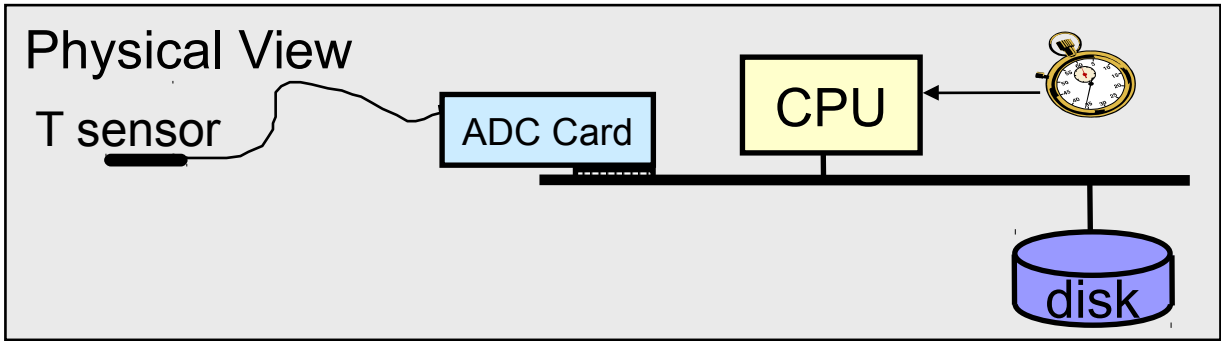 Physical View
T sensor
ADC Card
CPU
disk